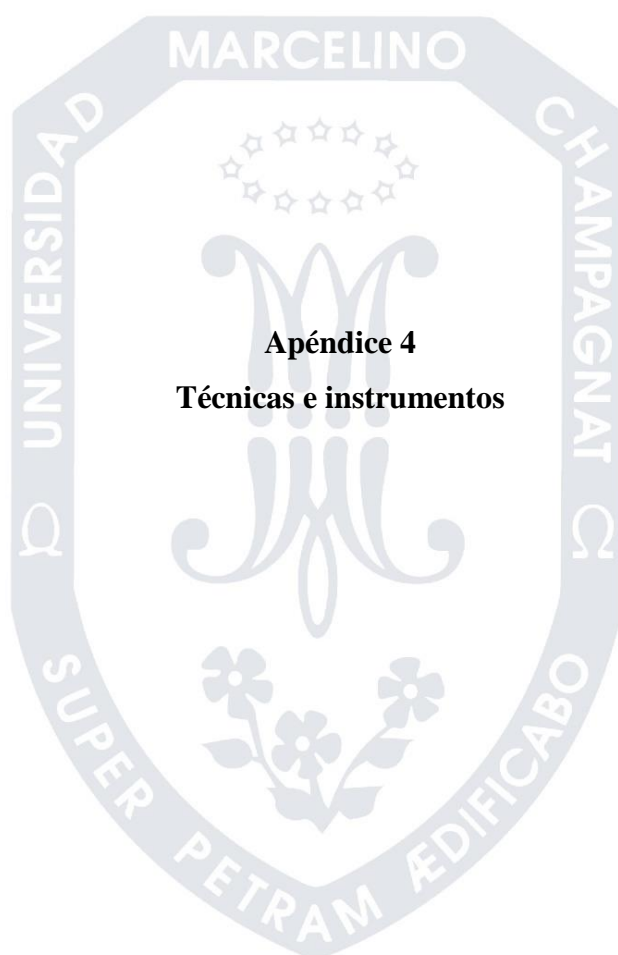 UNIVERSIDAD MARCELINO CHAMPAGNAT
Apéndice 4
Técnicas e instrumentos
Ω Ω
SUPER PETRAM ÆDIFICABO